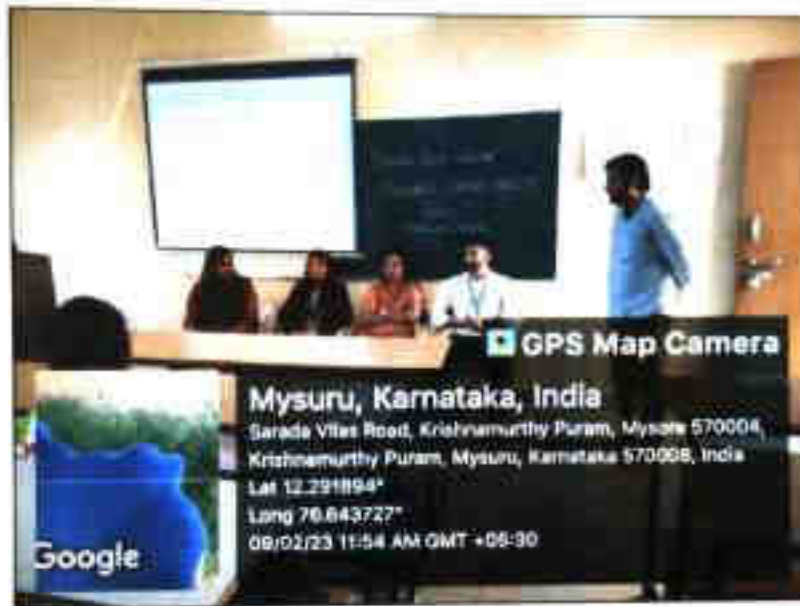 GPS Map Camera
Mysuru, Karnataka, India
Sarada Vilas Road, Krishnamurthy Puram, Mysore 570004,
Krishnamurthy Puram, Mysuru, Karnataka 570008, India
Lat 12.291894°
Long 76.643727°
09/02/23 11:54 AM GMT +05:30
Google